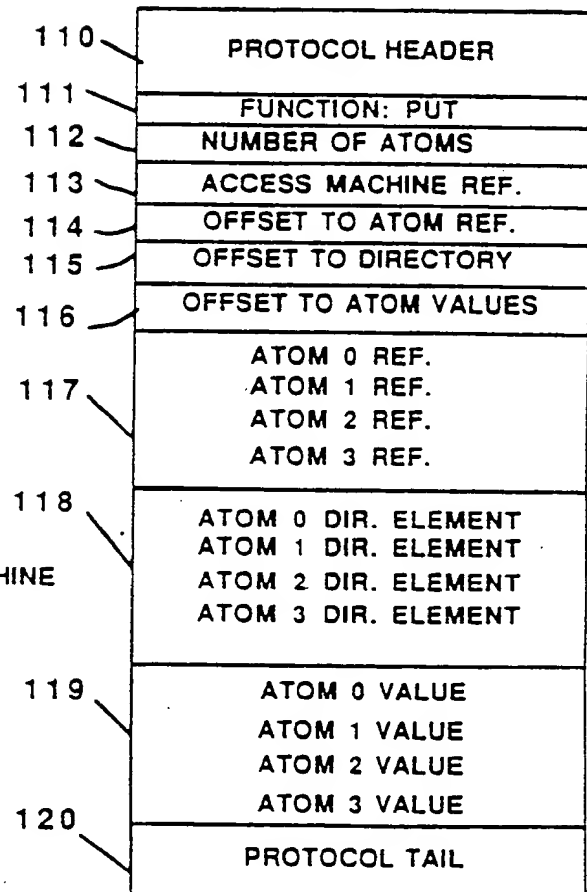 110
PROTOCOL HEADER
111
FUNCTION: PUT
112
NUMBER OF ATOMS
113
ACCESS MACHINE REF.
114
OFFSET TO ATOM REF.
115
OFFSET TO DIRECTORY
116
OFFSET TO ATOM VALUES
117
ATOM 0 REF.
ATOM 1 REF.
ATOM 2 REF.
ATOM 3 REF.
118
ATOM 0 DIR. ELEMENT
ATOM 1 DIR. ELEMENT
HINE
ATOM 2 DIR. ELEMENT
ATOM 3 DIR. ELEMENT
119
ATOM 0 VALUE
ATOM 1 VALUE
ATOM 2 VALUE
ATOM 3 VALUE
120
PROTOCOL TAIL